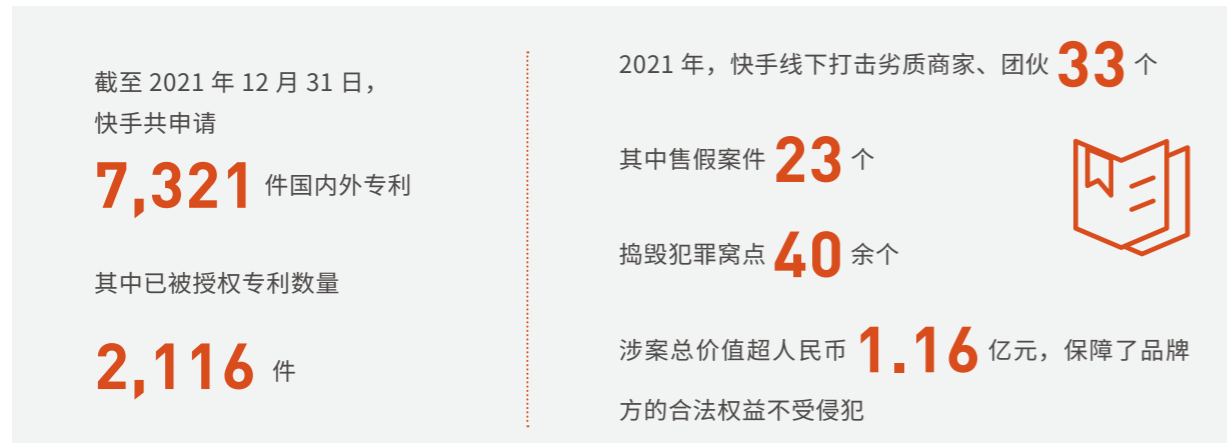 截至 2021 年 12 月 31 日，
快手共申请
7,321 件国内外专利
其中已被授权专利数量
2,116 件
2021 年，快手线下打击劣质商家、团伙 33 个
其中售假案件 23 个
捣毁犯罪窝点 40 余个
涉案总价值超人民币 1.16 亿元，保障了品牌
方的合法权益不受侵犯